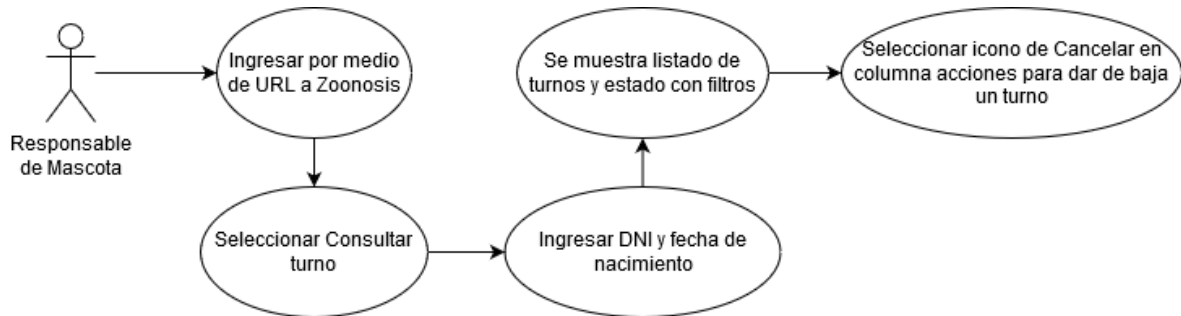 Responsable
de Mascota
Ingresar por medio
de URL a Zoonosis
Seleccionar Consultar
turno
Ingresar DNI y fecha de
nacimiento
Se muestra listado de
turnos y estado con filtros
Seleccionar icono de Cancelar en
columna acciones para dar de baja
un turno